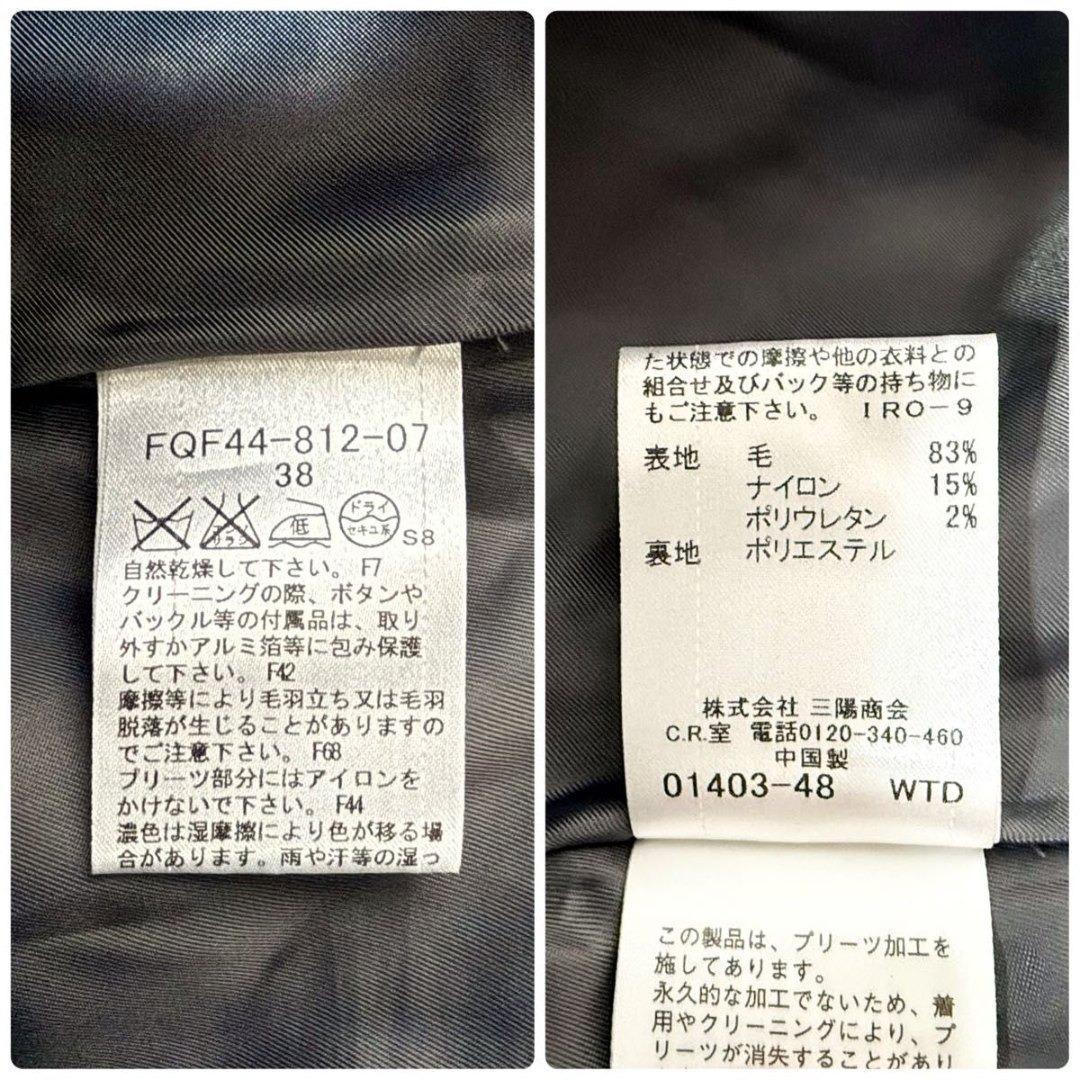 FQF44-812-07
38
低
ドライ
セキユ系
S8
自然乾燥して下さい。F7
クリーニングの際、ボタンや
バックル等の付属品は、取り
外すかアルミ箔等に包み保護
して下さい。F42
摩擦等により毛羽立ち又は毛羽
脱落が生じることがありますの
でご注意下さい。F68
プリーツ部分にはアイロンを
かけないで下さい。F44
濃色は湿摩擦により色が移る場
合があります。雨や汗等の湿っ
た状態での摩擦や他の衣料との
組合せ及びバック等の持ち物に
もご注意下さい。 IRO-9
表地 毛 83%
ナイロン 15%
ポリウレタン 2%
裏地 ポリエステル
株式会社 三陽商会
C.R.室 電話0120-340-460
中国製
01403-48 WTD
この製品は、プリーツ加工を
施してあります。
永久的な加工でないため、着
用やクリーニングにより、プ
リーツが消失することがあり